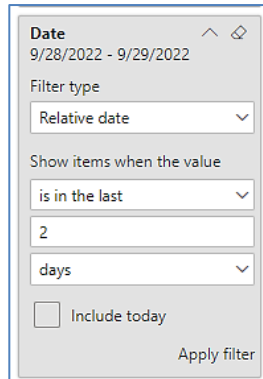 Date
9/28/2022 - 9/29/2022
Filter type
Relative date
Show items when the value
is in the last
2
days
Include today
Apply filter